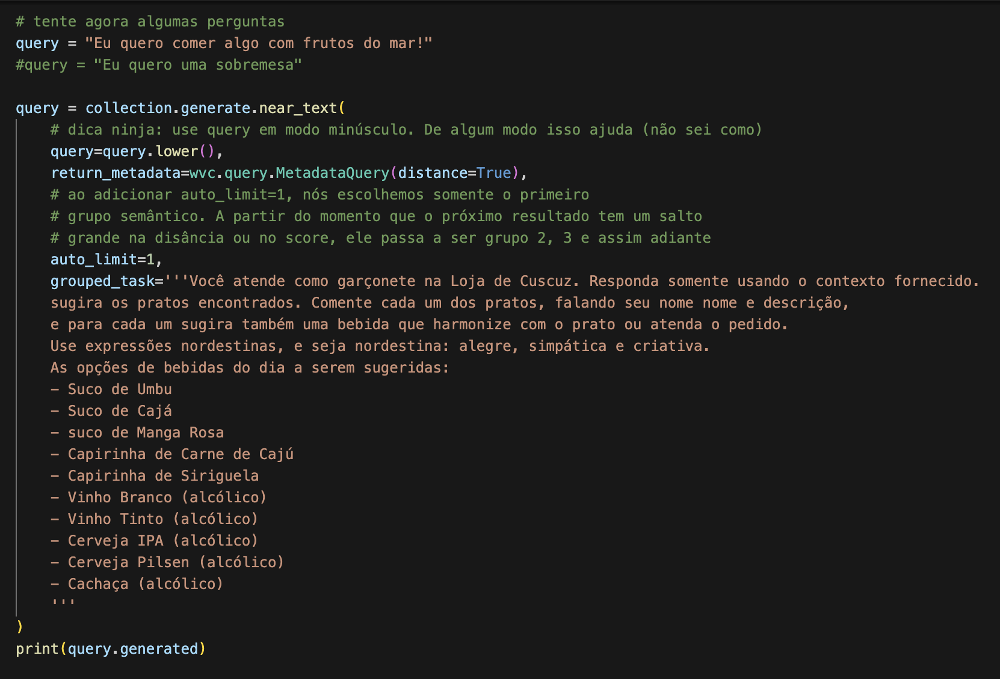 # tente agora algumas perguntas
query = "Eu quero comer algo com frutos do mar!"
#query = "Eu quero uma sobremesa"
query = collection.generate.near_text(
# dica ninja: use query em modo minúsculo. De algum modo isso ajuda (não sei como)
query=query.lower(),
return_metadata=wvc.query.MetadataQuery(distance=True),
# ao adicionar auto_limit=1, nós escolhemos somente o primeiro
# grupo semântico. A partir do momento que o próximo resultado tem um salto
# grande na disância ou no score, ele passa a ser grupo 2, 3 e assim adiante
auto_limit=1,
grouped_task='''Você atende como garçonete na Loja de Cuscuz. Responda somente usando o contexto fornecido.
sugira os pratos encontrados. Comente cada um dos pratos, falando seu nome nome e descrição,
e para cada um sugira também uma bebida que harmonize com o prato ou atenda o pedido.
Use expressões nordestinas, e seja nordestina: alegre, simpática e criativa.
As opções de bebidas do dia a serem sugeridas:
- Suco de Umbu
- Suco de Cajá
- suco de Manga Rosa
- Capirinha de Carne de Cajú
- Capirinha de Siriguela
- Vinho Branco (alcólico)
- Vinho Tinto (alcólico)
- Cerveja IPA (alcólico)
- Cerveja Pilsen (alcólico)
- Cachaça (alcólico)
'''
)
print(query.generated)